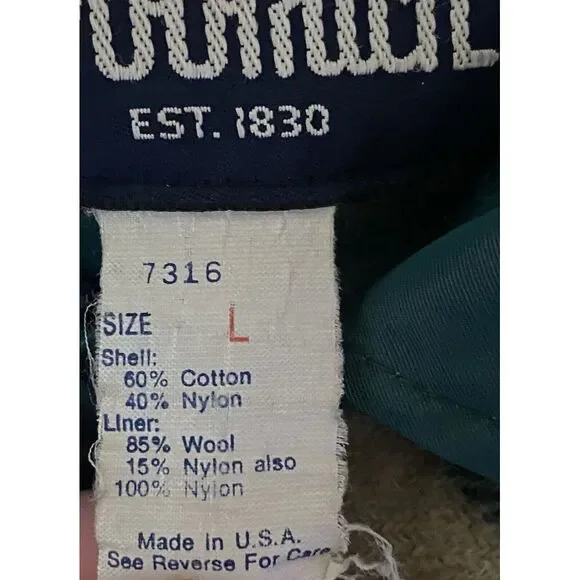 EST. 1830
7316
SIZE L
Shell:
60% Cotton
40% Nylon
Liner:
85% Wool
15% Nylon also
100% Nylon
Made in U.S.A.
See Reverse For Care